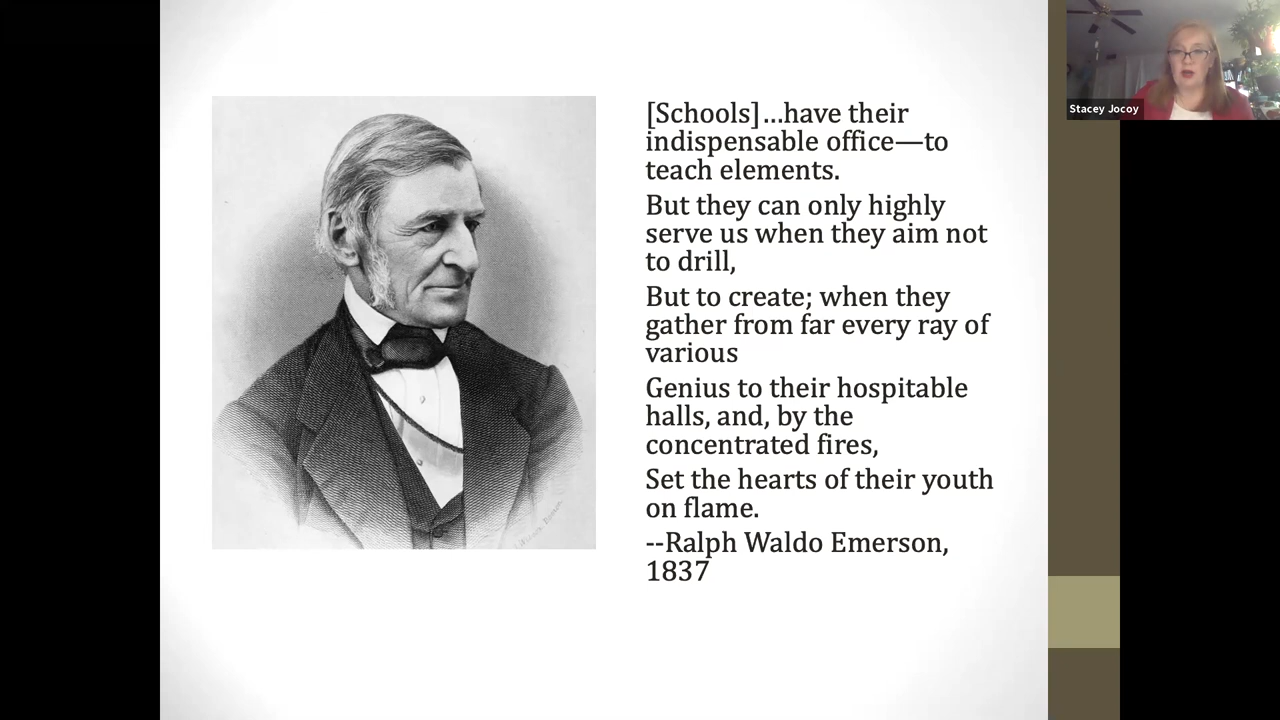 [Schools]...have their
indispensable office—to
teach elements.
But they can only highly
serve us when they aim not
to drill,
But to create; when they
gather from far every ray of
various
Genius to their hospitable
halls, and, by the
concentrated fires,
Set the hearts of their youth
on flame.
--Ralph Waldo Emerson,
1837
Stacey Jocoy